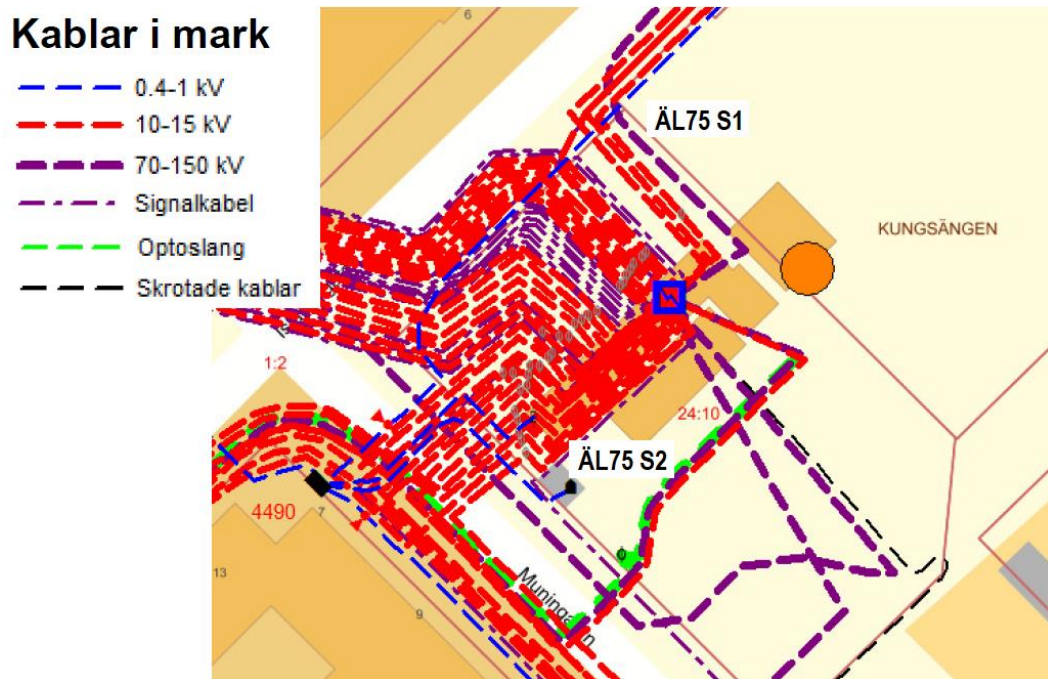 Kablar i mark
0.4-1 kV
10-15 kV
70-150 kV
Signalkabel
Optoslang
Skrotade kablar
6
ÄL75 S1
KUNGSÄNGEN
1:2
24:10
ÄL75 S2
4490
7
13
9